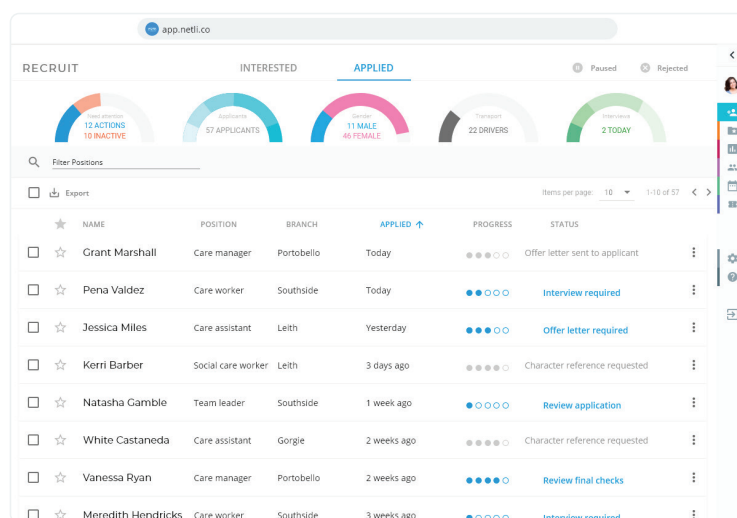 app.netli.co
RECRUIT
INTERESTED
APPLIED
Paused
Rejected
Need attention
12 ACTIONS
10 INACTIVE
Applicants
57 APPLICANTS
Gender
11 MALE
46 FEMALE
Transport
22 DRIVERS
Interviews
2 TODAY
Filter Positions
Export
Items per page: 10
1-10 of 57
NAME POSITION BRANCH APPLIED PROGRESS STATUS
Grant Marshall Care manager Portobello Today Offer letter sent to applicant
Pena Valdez Care worker Southside Today Interview required
Jessica Miles Care assistant Leith Yesterday Offer letter required
Kerri Barber Social care worker Leith 3 days ago Character reference requested
Natasha Gamble Team leader Southside 1 week ago Review application
White Castaneda Care assistant Gorgie 2 weeks ago Character reference requested
Vanessa Ryan Care manager Portobello 2 weeks ago Review final checks
Meredith Hendricks Care worker Southside 3 weeks ago Interview required